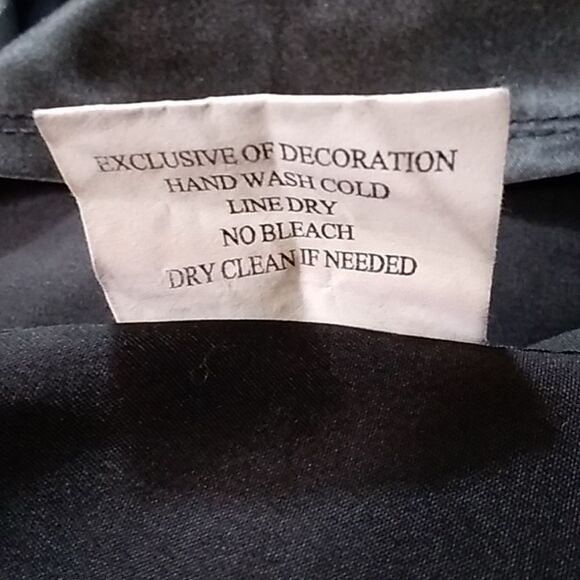 EXCLUSIVE OF DECORATION
HAND WASH COLD
LINE DRY
NO BLEACH
DRY CLEAN IF NEEDED